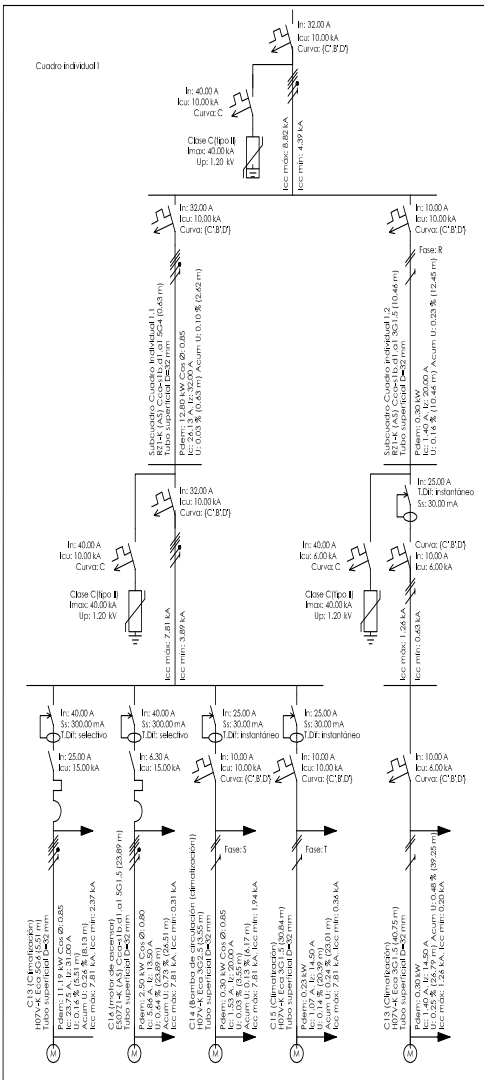 In: 32.00 A
Icu: 10.00 kA
Curva: {C',B',D'}
Cuadro individual 1
In: 40.00 A
Icu: 10.00 kA
Curva: C
Clase C(tipo II)
Imax: 40.00 kA
Up: 1.20 kV
Icc máx: 8.82 kA
Icc mín: 4.39 kA
In: 32.00 A
Icu: 10.00 kA
Curva: {C',B',D'}
Subcuadro Cuadro individual 1.1
RZ1-K (AS) Cca-s1b,d1,a1 5G4 (0.63 m)
Tubo superficial D=32 mm
Pdem: 12.80 kW Cos Ø: 0.85
Ic: 26.13 A, Iz: 32.00 A
U: 0.03 % (0.63 m) Acum U: 0.10 % (2.62 m)
In: 10.00 A
Icu: 10.00 kA
Curva: {C',B',D'}
Fase: R
Subcuadro Cuadro individual 1.2
RZ1-K (AS) Cca-s1b,d1,a1 3G1.5 (10.46 m)
Tubo superficial D=32 mm
Pdem: 0.30 kW
Ic: 1.40 A, Iz: 20.00 A
U: 0.16 % (10.46 m) Acum U: 0.23 % (12.45 m)
In: 32.00 A
Icu: 10.00 kA
Curva: {C',B',D'}
In: 40.00 A
Icu: 10.00 kA
Curva: C
Clase C(tipo II)
Imax: 40.00 kA
Up: 1.20 kV
Icc máx: 7.81 kA
Icc mín: 3.89 kA
In: 25.00 A
T.Dif: instantáneo
Ss: 30.00 mA
In: 40.00 A
Icu: 6.00 kA
Curva: C
Curva: {C',B',D'}
In: 10.00 A
Icu: 6.00 kA
Clase C(tipo II)
Imax: 40.00 kA
Up: 1.20 kV
Icc máx: 1.26 kA
Icc mín: 0.63 kA
In: 40.00 A
Ss: 300.00 mA
T.Dif: selectivo
In: 25.00 A
Icu: 15.00 kA
C13 (Climatización)
H07V-K Eca 5G6 (5.51 m)
Tubo superficial D=32 mm
Pdem: 11.19 kW Cos Ø: 0.85
Ic: 23.75 A, Iz: 31.00 A
U: 0.16 % (5.51 m)
Acum U: 0.26 % (8.13 m)
Icc máx: 7.81 kA, Icc mín: 2.37 kA
M
In: 40.00 A
Ss: 300.00 mA
T.Dif: selectivo
In: 6.30 A
Icu: 15.00 kA
C16 (motor de ascensor)
ES07Z1-K (AS) Cca-s1b,d1,a1 5G1.5 (23.89 m)
Tubo superficial D=32 mm
Pdem: 2.50 kW Cos Ø: 0.80
Ic: 5.86 A, Iz: 13.50 A
U: 0.64 % (23.89 m)
Acum U: 0.73 % (26.51 m)
Icc máx: 7.81 kA, Icc mín: 0.31 kA
M
In: 25.00 A
Ss: 30.00 mA
T.Dif: instantáneo
In: 10.00 A
Icu: 10.00 kA
Curva: {C',B',D'}
Fase: S
C14 (Bomba de circulación (climatización))
H07V-K Eca 3G2.5 (3.55 m)
Tubo superficial D=32 mm
Pdem: 0.30 kW Cos Ø: 0.85
Ic: 1.53 A, Iz: 20.00 A
U: 0.03 % (3.55 m)
Acum U: 0.13 % (6.17 m)
Icc máx: 7.81 kA, Icc mín: 1.94 kA
M
In: 25.00 A
Ss: 30.00 mA
T.Dif: instantáneo
In: 10.00 A
Icu: 10.00 kA
Curva: {C',B',D'}
Fase: T
C15 (Climatización)
H07V-K Eca 3G1.5 (30.84 m)
Tubo superficial D=32 mm
Pdem: 0.23 kW
Ic: 1.07 A, Iz: 14.50 A
U: 0.14 % (20.39 m)
Acum U: 0.24 % (23.01 m)
Icc máx: 7.81 kA, Icc mín: 0.36 kA
M
In: 10.00 A
Icu: 6.00 kA
Curva: {C',B',D'}
C13 (Climatización)
H07V-K Eca 3G1.5 (40.75 m)
Tubo superficial D=32 mm
Pdem: 0.30 kW
Ic: 1.40 A, Iz: 14.50 A
U: 0.25 % (26.79 m) Acum U: 0.48 % (39.25 m)
Icc máx: 1.26 kA, Icc mín: 0.20 kA
M